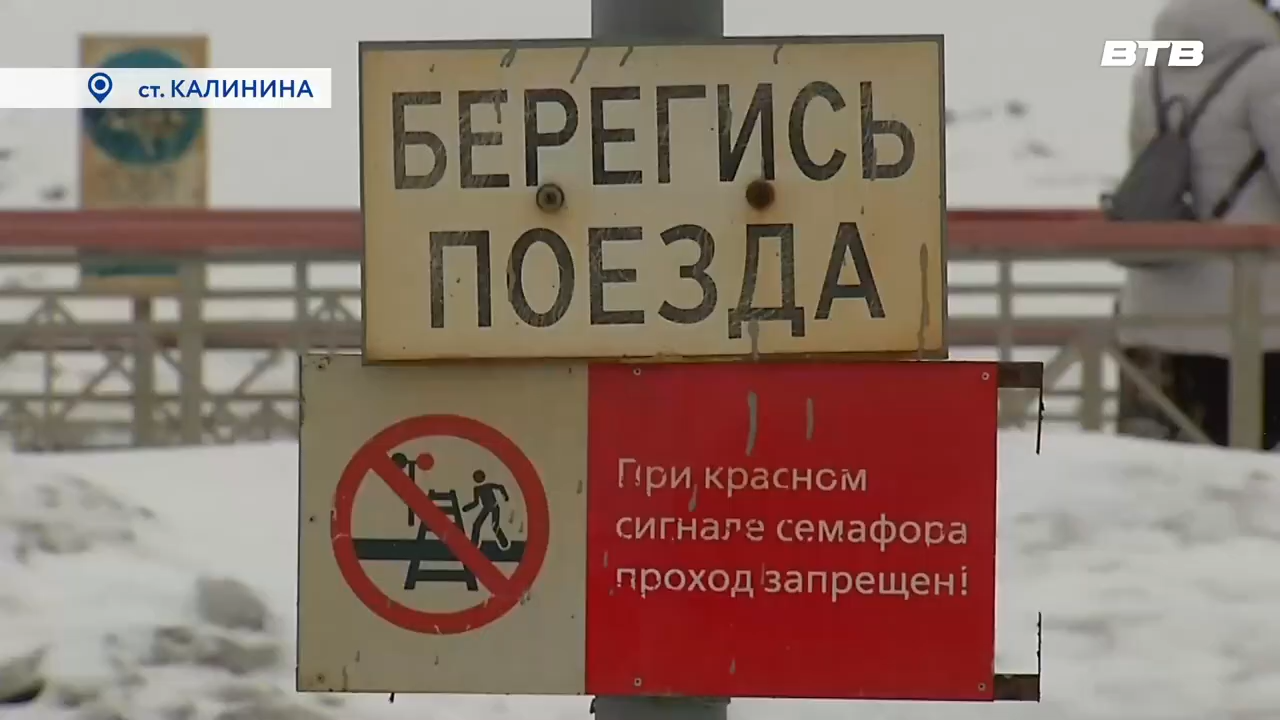 ВТВ
ст. КАЛИНИНА
БЕРЕГИСЬ
ПОЕЗДА
При красном
сигнале семафора
проход запрещен!